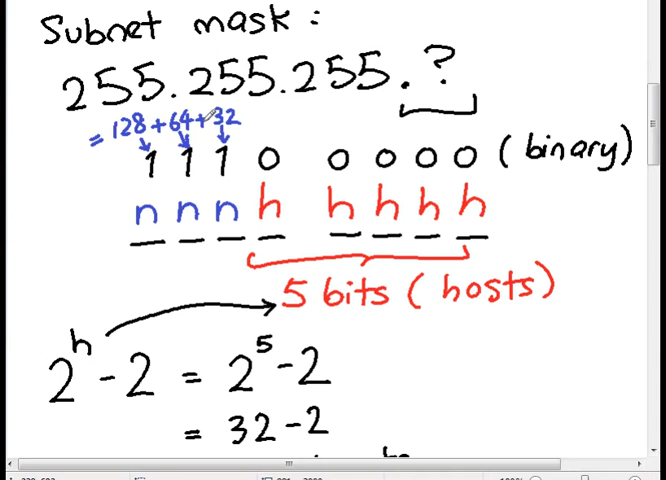 Subnet mask :
255.255.255.?
= 128+64+32
1 1 1 0 0 0 0 0 (binary)
n n n h h h h h
5 bits (hosts)
2^h - 2 = 2^5 - 2
= 32 - 2